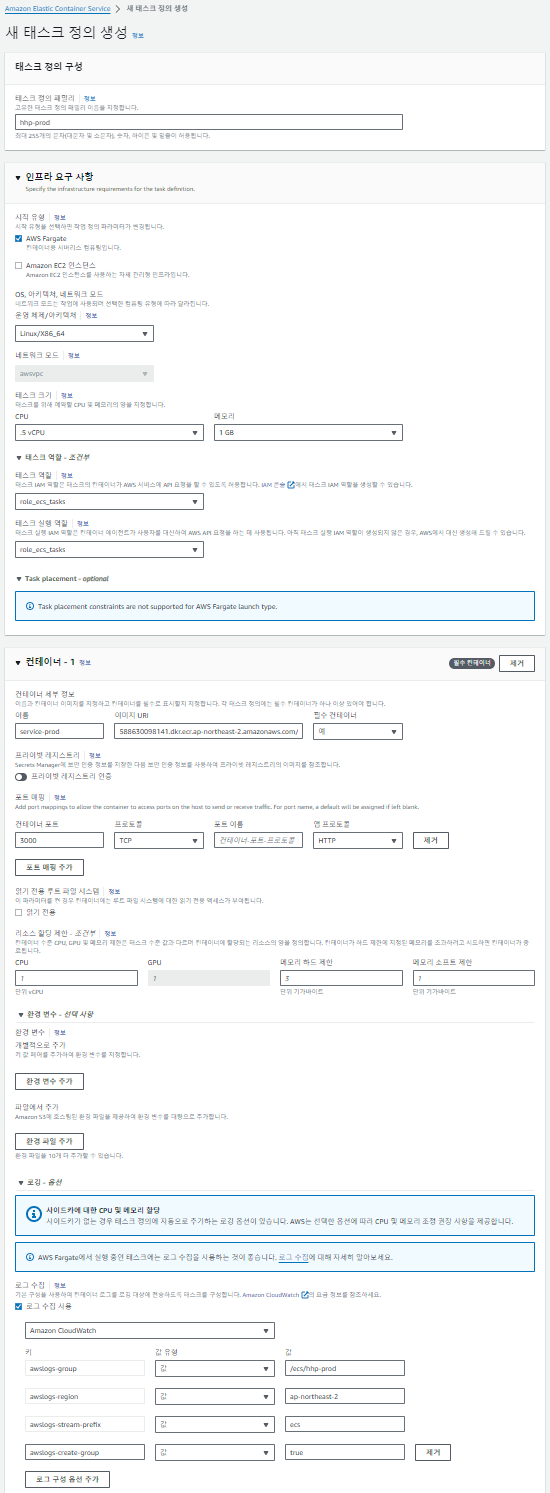 Amazon Elastic Container Service > 새 태스크 정의 생성
새 태스크 정의 생성 정보
태스크 정의 구성
태스크 정의 패밀리 정보
고유한 태스크 정의 패밀리 이름을 지정합니다.
hhp-prod
최대 255개의 문자(대문자 및 소문자), 숫자, 하이픈 및 밑줄이 허용됩니다.
인프라 요구 사항
Specify the infrastructure requirements for the task definition.
시작 유형 정보
시작 유형을 선택하면 작업 정의 파라미터가 변경됩니다.
AWS Fargate
컨테이너용 서버리스 컴퓨팅입니다.
Amazon EC2 인스턴스
Amazon EC2 인스턴스를 사용하는 자체 관리형 인프라입니다.
OS, 아키텍처, 네트워크 모드
네트워크 모드는 작업에 사용되며 선택한 컴퓨팅 유형에 따라 달라집니다.
운영 체제/아키텍처 정보
Linux/X86_64
네트워크 모드 정보
awsvpc
태스크 크기 정보
태스크를 위해 예약할 CPU 및 메모리의 양을 지정합니다.
CPU 메모리
.5 vCPU 1 GB
태스크 역할 - 조건부
태스크 역할 정보
태스크 IAM 역할은 태스크의 컨테이너가 AWS 서비스에 API 요청을 할 수 있도록 허용합니다. IAM 콘솔에서 태스크 IAM 역할을 생성할 수 있습니다.
role_ecs_tasks
태스크 실행 역할 정보
태스크 실행 IAM 역할은 컨테이너 에이전트가 사용자를 대신하여 AWS API 요청을 하는 데 사용됩니다. 아직 태스크 실행 IAM 역할이 생성되지 않은 경우, AWS에서 대신 생성해 드릴 수 있습니다.
role_ecs_tasks
Task placement - optional
Task placement constraints are not supported for AWS Fargate launch type.
컨테이너 - 1 정보 필수 컨테이너 제거
컨테이너 세부 정보
이름과 컨테이너 이미지를 지정하고 컨테이너를 필수로 표시할지 지정합니다. 각 태스크 정의에는 필수 컨테이너가 하나 이상 있어야 합니다.
이름 이미지 URI 필수 컨테이너
service-prod 588630098141.dkr.ecr.ap-northeast-2.amazonaws.com/ 예
프라이빗 레지스트리 정보
Secrets Manager에 보안 인증 정보를 저장한 다음 보안 인증 정보를 사용하여 프라이빗 레지스트리의 이미지를 참조합니다.
프라이빗 레지스트리 인증
포트 매핑 정보
Add port mappings to allow the container to access ports on the host to send or receive traffic. For port name, a default will be assigned if left blank.
컨테이너 포트 프로토콜 포트 이름 앱 프로토콜
3000 TCP 컨테이너-포트-프로토콜 HTTP 제거
포트 매핑 추가
읽기 전용 루트 파일 시스템 정보
이 파라미터를 켠 경우 컨테이너에는 루트 파일 시스템에 대한 읽기 전용 액세스가 부여됩니다.
읽기 전용
리소스 할당 제한 - 조건부 정보
컨테이너 수준 CPU, GPU 및 메모리 제한은 태스크 수준 값과 다르며 컨테이너에 할당되는 리소스의 양을 정의합니다. 컨테이너가 하드 제한에 지정된 메모리를 초과하려고 시도하면 컨테이너가 종료됩니다.
CPU GPU 메모리 하드 제한 메모리 소프트 제한
1 1 3 1
단위 vCPU 단위 기가바이트 단위 기가바이트
환경 변수 - 선택 사항
환경 변수 정보
개별적으로 추가
키 값 페어를 추가하여 환경 변수를 지정합니다.
환경 변수 추가
파일에서 추가
Amazon S3에 호스팅된 환경 파일을 제공하여 환경 변수를 대량으로 추가합니다.
환경 파일 추가
환경 파일을 10개 더 추가할 수 있습니다.
로깅 - 옵션
사이드카에 대한 CPU 및 메모리 할당
사이드카가 없는 경우 태스크 정의에 자동으로 추가하는 로깅 옵션이 있습니다. AWS는 선택한 옵션에 따라 CPU 및 메모리 조정 권장 사항을 제공합니다.
AWS Fargate에서 실행 중인 태스크에는 로그 수집을 사용하는 것이 좋습니다. 로그 수집에 대해 자세히 알아보세요.
로그 수집 정보
기본 구성을 사용하여 컨테이너 로그를 로깅 대상에 전송하도록 태스크를 구성합니다. Amazon CloudWatch의 요금 정보를 참조하세요.
로그 수집 사용
Amazon CloudWatch
키 값 유형 값
awslogs-group 값 /ecs/hhp-prod
awslogs-region 값 ap-northeast-2
awslogs-stream-prefix 값 ecs
awslogs-create-group 값 true 제거
로그 구성 옵션 추가